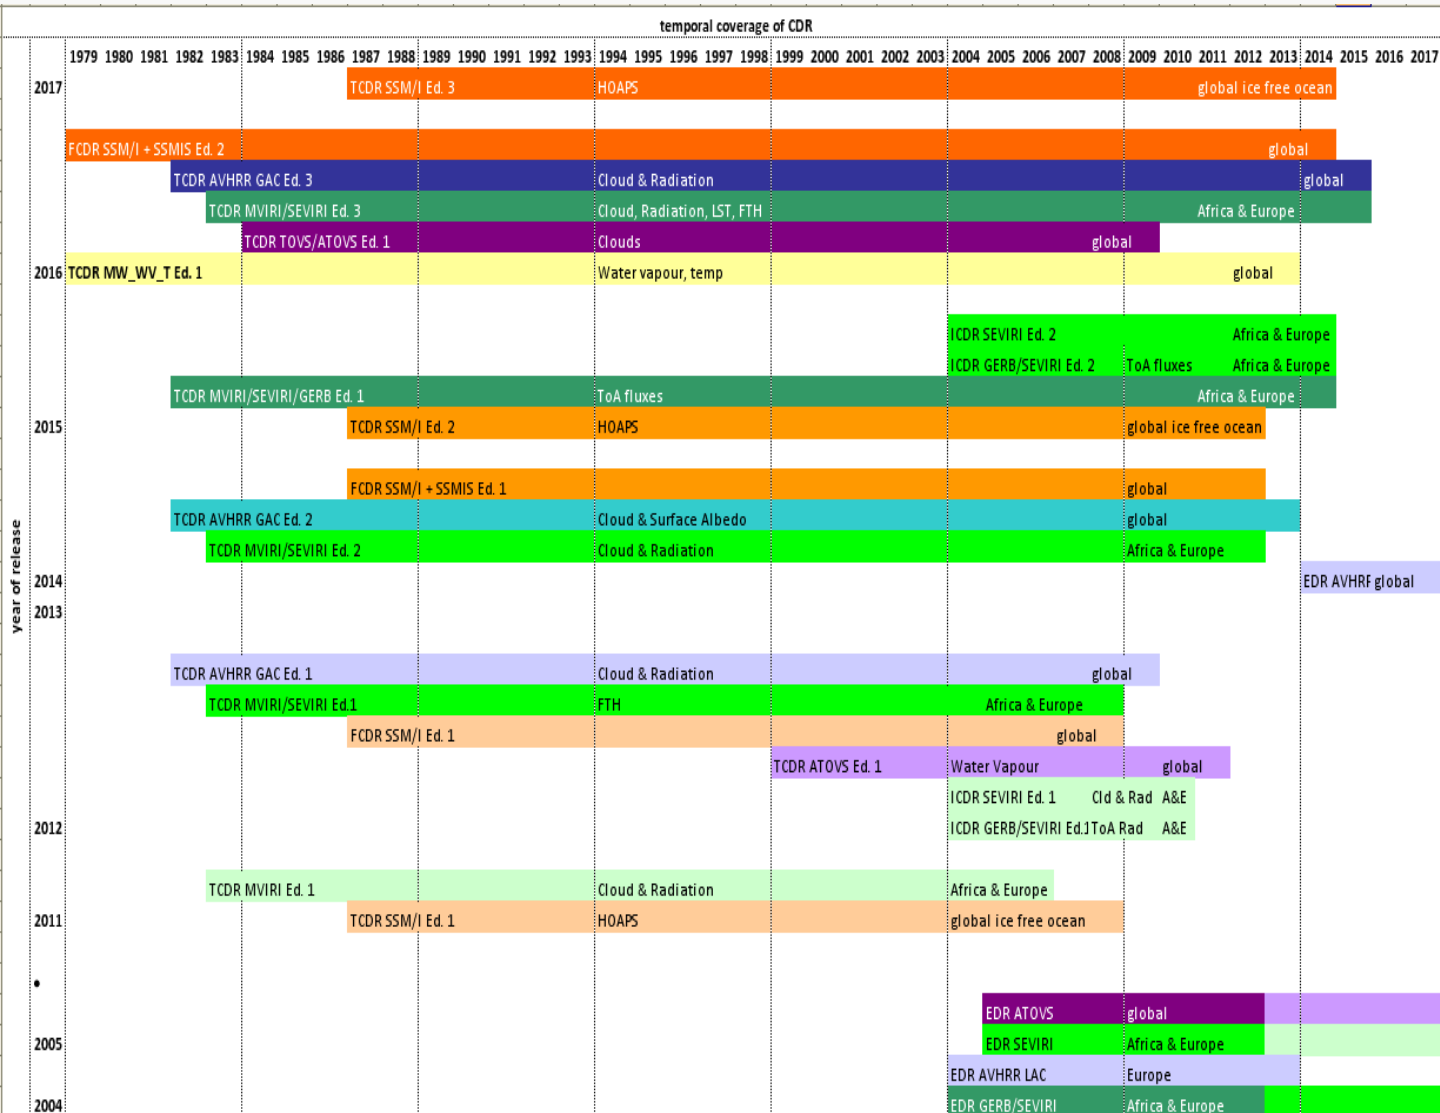 temporal coverage of CDR
1979 1980 1981 1982 1983 1984 1985 1986 1987 1988 1989 1990 1991 1992 1993 1994 1995 1996 1997 1998 1999 2000 2001 2002 2003 2004 2005 2006 2007 2008 2009 2010 2011 2012 2013 2014 2015 2016 2017
2017 TCDR SSM/I Ed. 3 HOAPS global ice free ocean
FCDR SSM/I + SSMIS Ed. 2 global
TCDR AVHRR GAC Ed. 3 Cloud & Radiation global
TCDR MVIRI/SEVIRI Ed. 3 Cloud, Radiation, LST, FTH Africa & Europe
TCDR TOVS/ATOVS Ed. 1 Clouds global
2016 TCDR MW_WV_T Ed. 1 Water vapour, temp global
ICDR SEVIRI Ed. 2 Africa & Europe
ICDR GERB/SEVIRI Ed. 2 ToA fluxes Africa & Europe
TCDR MVIRI/SEVIRI/GERB Ed. 1 ToA fluxes Africa & Europe
2015 TCDR SSM/I Ed. 2 HOAPS global ice free ocean
FCDR SSM/I + SSMIS Ed. 1 global
TCDR AVHRR GAC Ed. 2 Cloud & Surface Albedo global
TCDR MVIRI/SEVIRI Ed. 2 Cloud & Radiation Africa & Europe
year of release
2014 EDR AVHRF global
2013
TCDR AVHRR GAC Ed. 1 Cloud & Radiation global
TCDR MVIRI/SEVIRI Ed.1 FTH Africa & Europe
FCDR SSM/I Ed. 1 global
TCDR ATOVS Ed. 1 Water Vapour global
ICDR SEVIRI Ed. 1 Cld & Rad A&E
2012 ICDR GERB/SEVIRI Ed.1 ToA Rad A&E
TCDR MVIRI Ed. 1 Cloud & Radiation Africa & Europe
2011 TCDR SSM/I Ed. 1 HOAPS global ice free ocean
•
EDR ATOVS global
2005 EDR SEVIRI Africa & Europe
EDR AVHRR LAC Europe
2004 EDR GERB/SEVIRI Africa & Europe